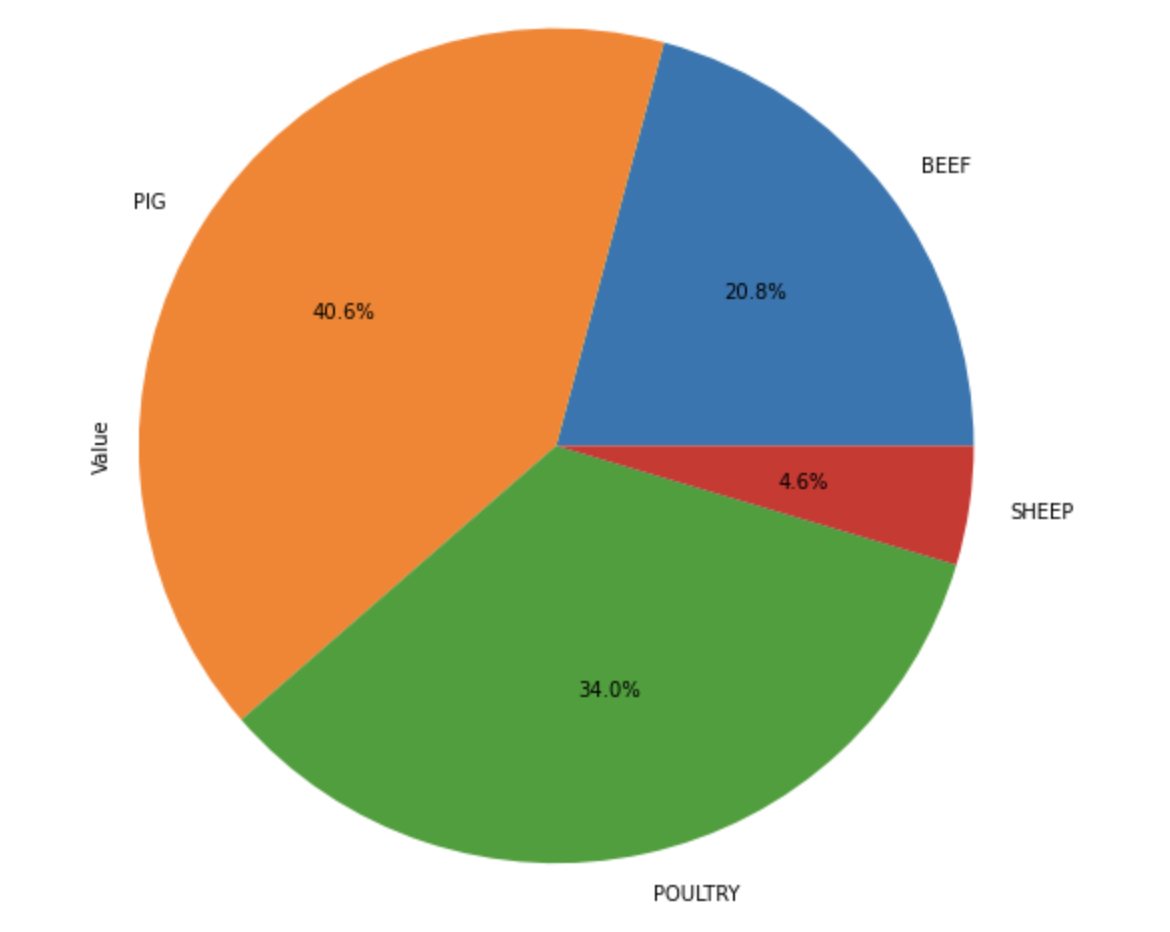 BEEF
PIG
20.8%
40.6%
Value
4.6%
SHEEP
34.0%
POULTRY